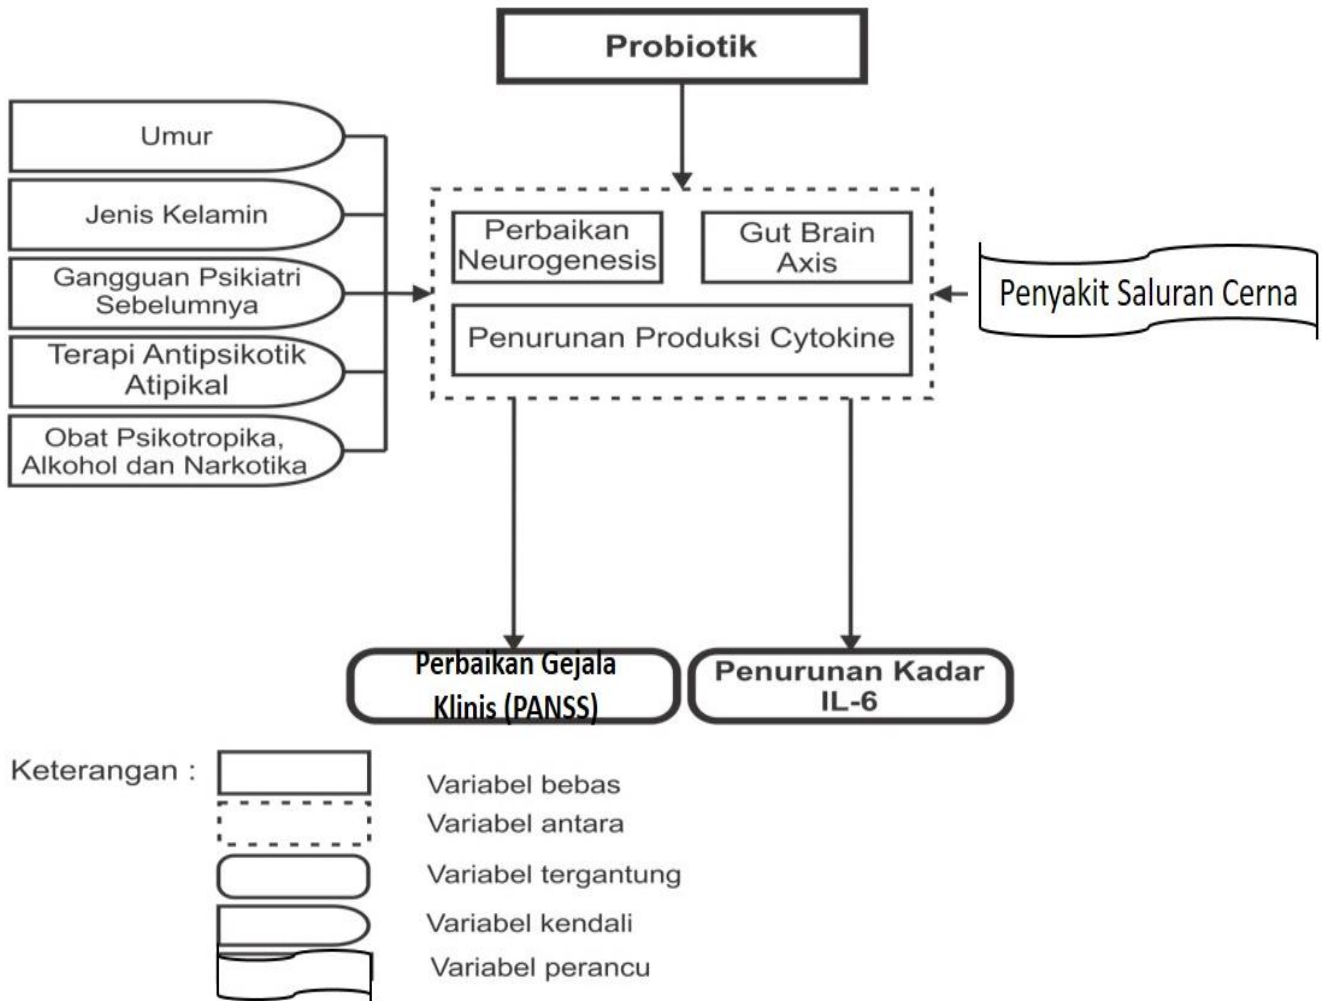 Probiotik
Umur
Jenis Kelamin
Gangguan Psikiatri
Sebelumnya
Terapi Antipsikotik
Atipikal
Obat Psikotropika,
Alkohol dan Narkotika
Perbaikan
Neurogenesis
Gut Brain
Axis
Penurunan Produksi Cytokine
Penyakit Saluran Cerna
Perbaikan Gejala
Klinis (PANSS)
Penurunan Kadar
IL-6
Keterangan :
Variabel bebas
Variabel antara
Variabel tergantung
Variabel kendali
Variabel perancu